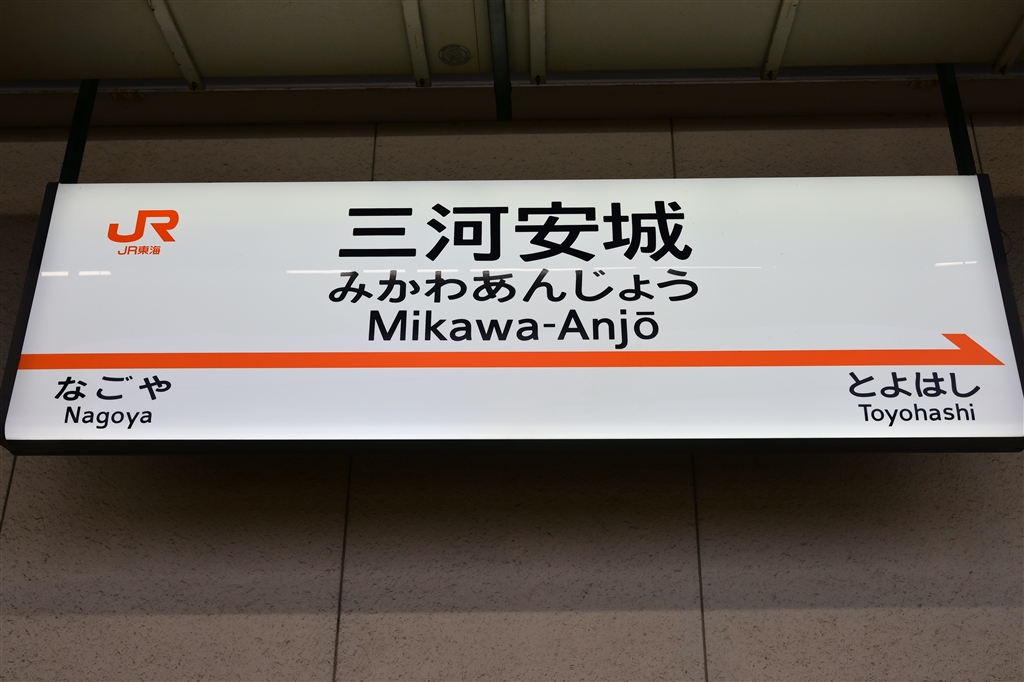 JR
JR東海
三河安城
みかわあんじょう
Mikawa-Anjō
なごや
Nagoya
とよはし
Toyohashi